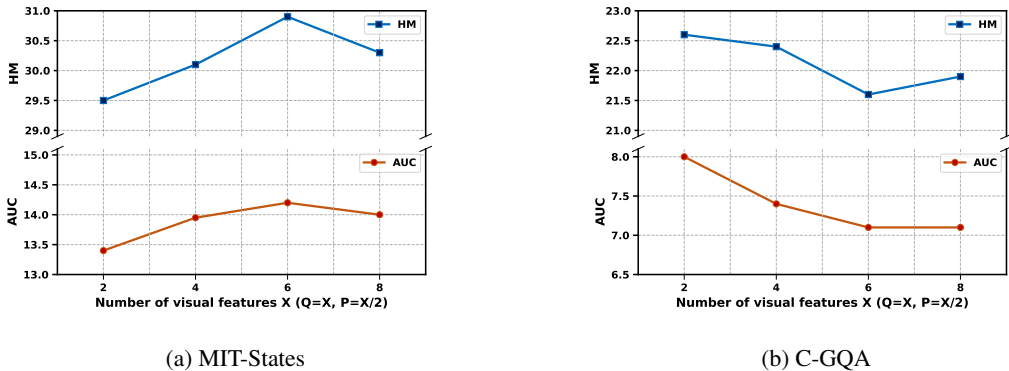 31.0
30.5
30.0
29.5
29.0
HM
HM
15.0
14.5
14.0
13.5
13.0
AUC
AUC
2 4 6 8
Number of visual features X (Q=X, P=X/2)
(a) MIT-States
23.0
22.5
22.0
21.5
21.0
HM
HM
8.0
7.5
7.0
6.5
AUC
AUC
2 4 6 8
Number of visual features X (Q=X, P=X/2)
(b) C-GQA